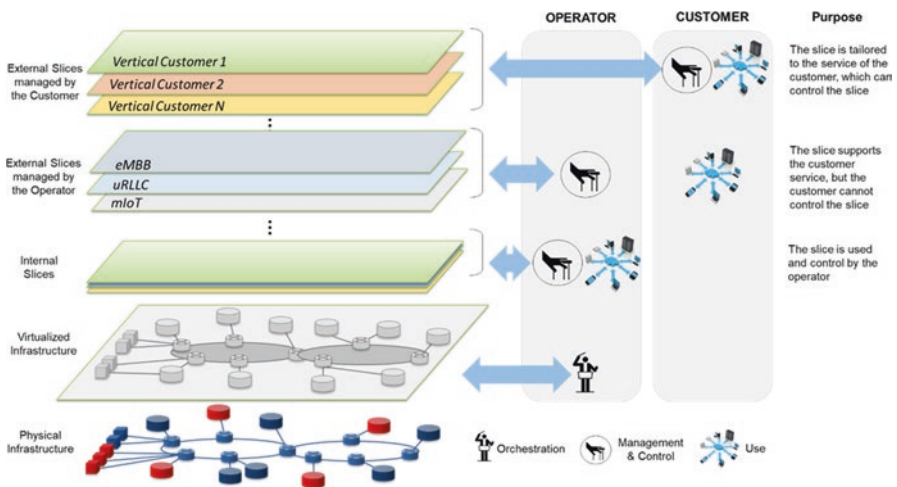 OPERATOR
CUSTOMER
Purpose
External Slices
managed by
the Customer
Vertical Customer 1
Vertical Customer 2
Vertical Customer N
The slice is tailored
to the service of the
customer, which can
control the slice
External Slices
managed by
the Operator
eMBB
uRLLC
mIoT
The slice supports
the customer
service, but the
customer cannot
control the slice
Internal
Slices
The slice is used
and control by the
operator
Virtualized
Infrastructure
Physical
Infrastructure
Orchestration
Management
& Control
Use